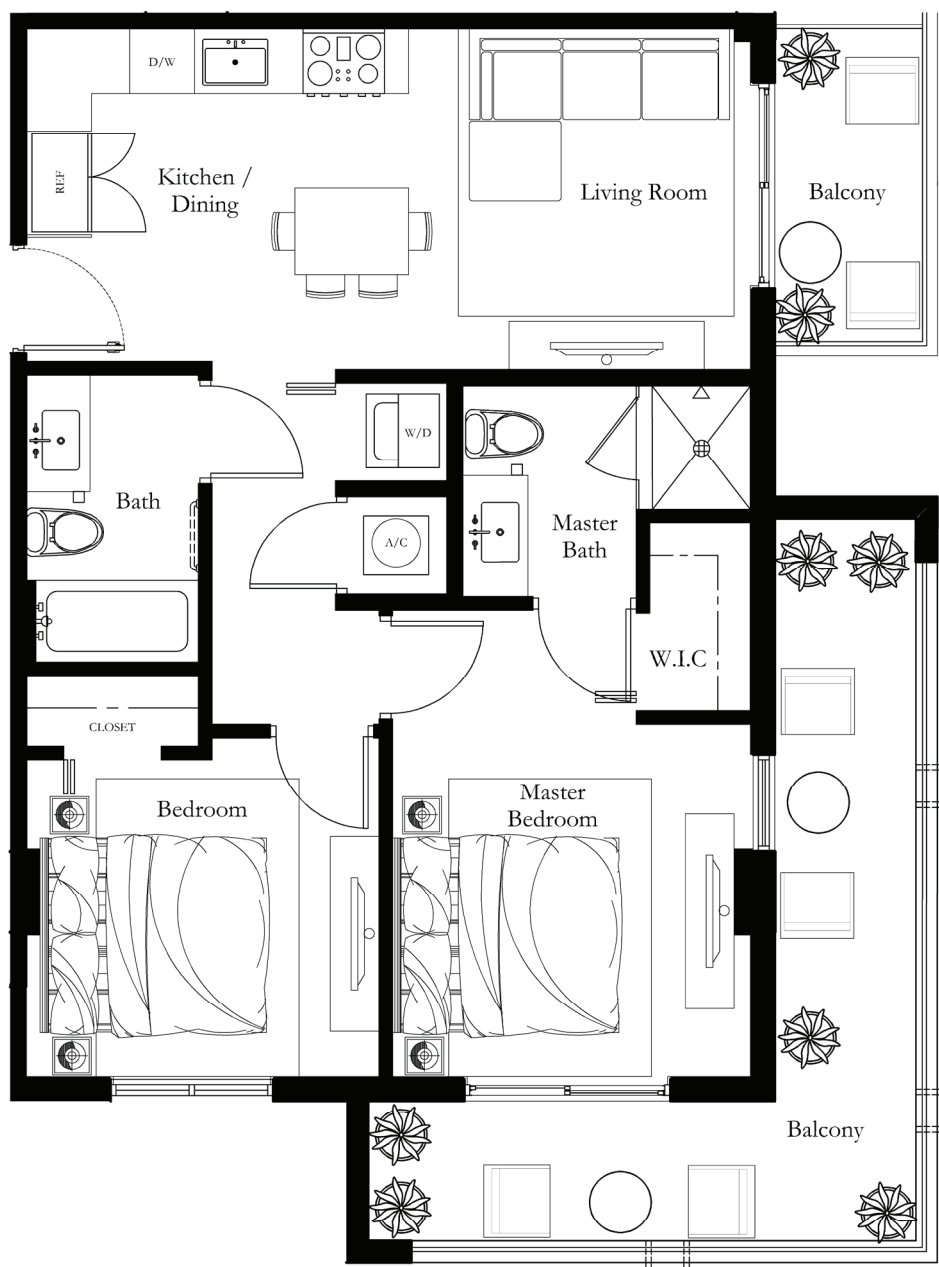 D/W
REF
Kitchen /
Dining
Living Room
Balcony
W/D
Bath
A/C
Master
Bath
W.I.C
CLOSET
Bedroom
Master
Bedroom
Balcony